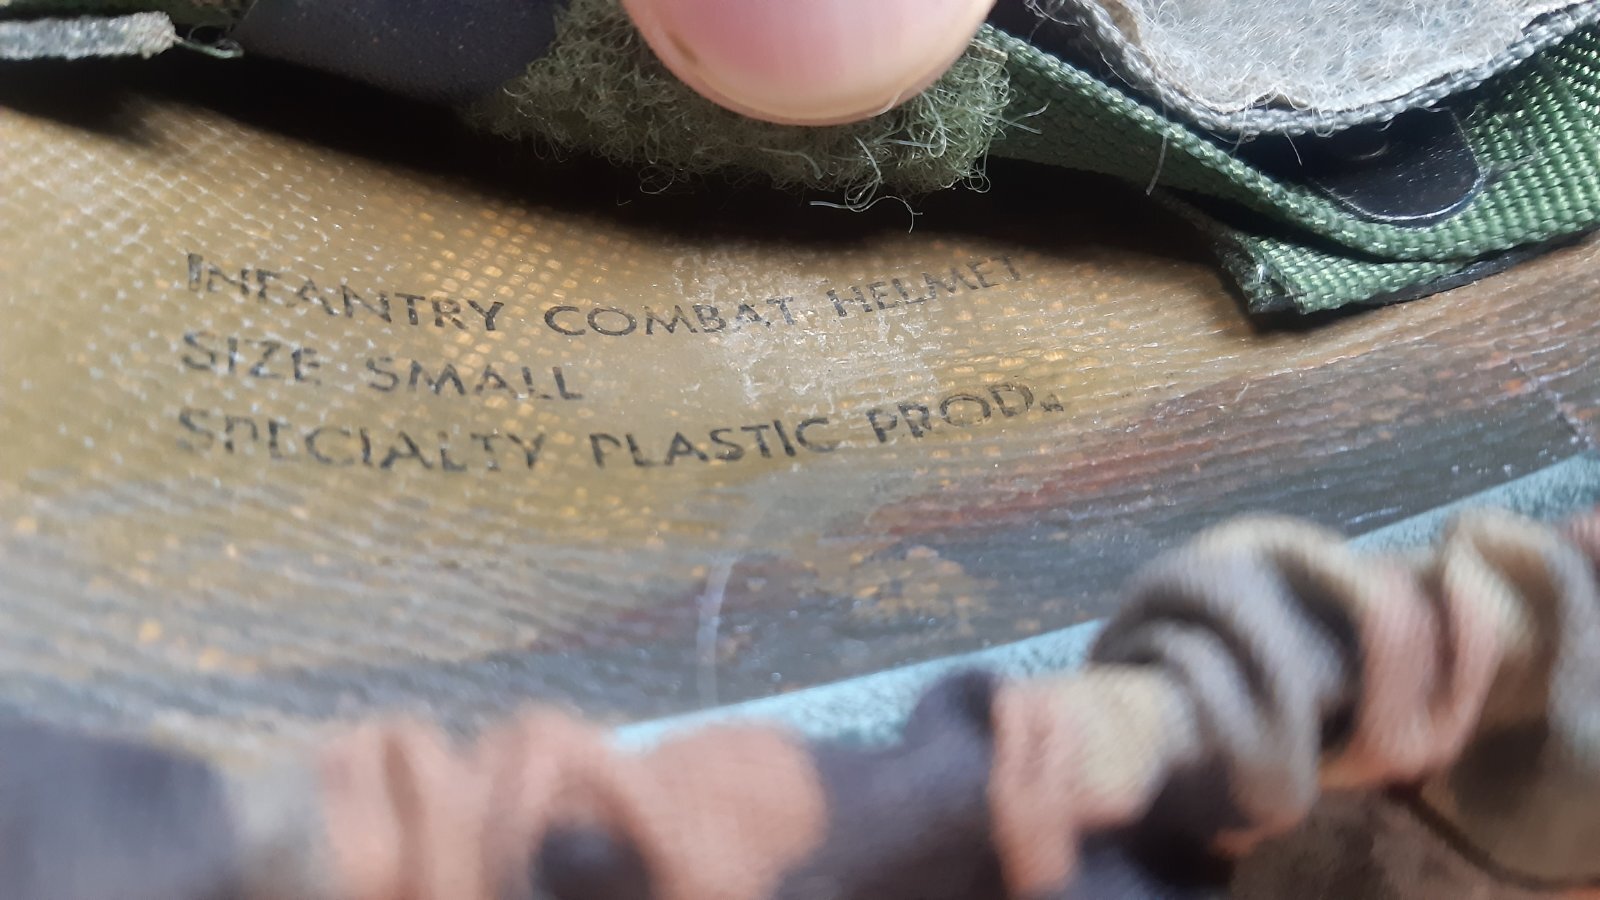 INFANTRY COMBAT HELMET
SIZE SMALL
SPECIALTY PLASTIC PROD.